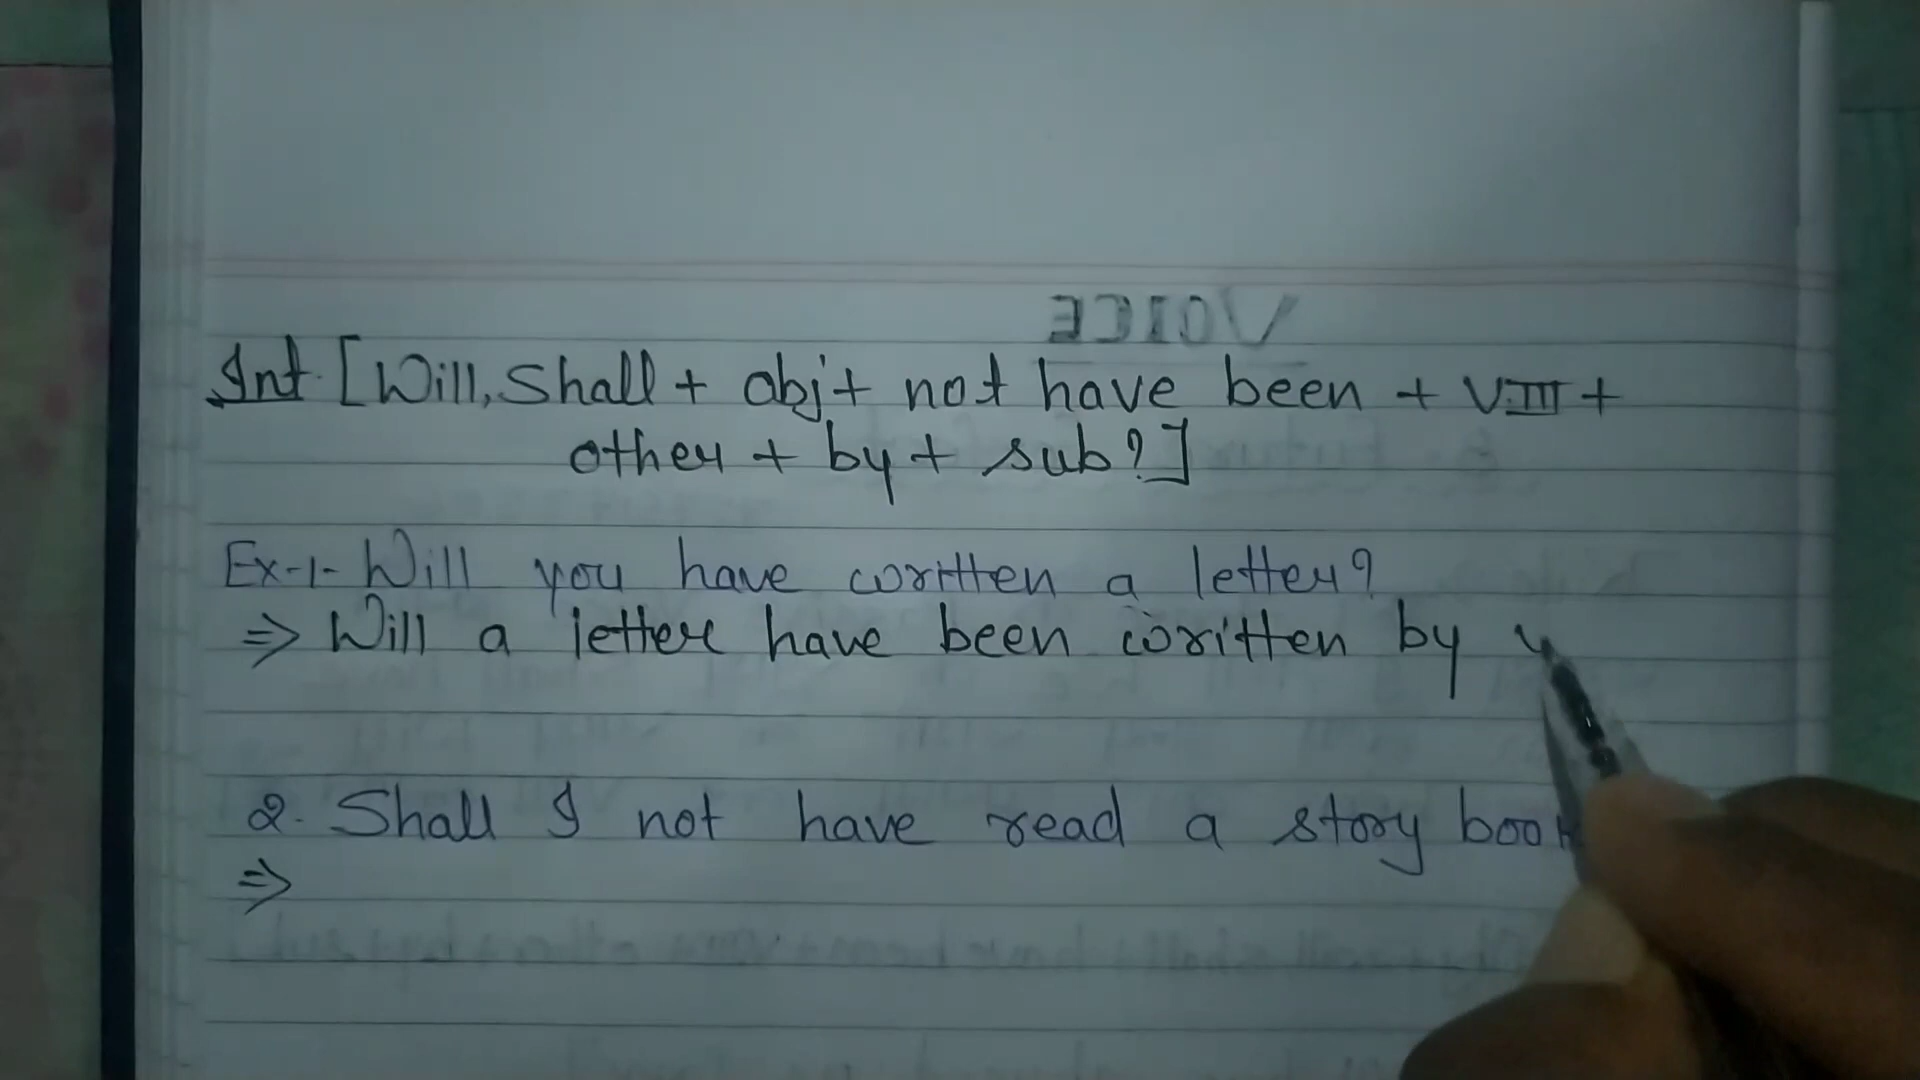 VOICE
Int [Will, Shall + obj + not have been + VIII +
other + by + sub?]
Ex-1- Will you have written a letter?
⇒ Will a letter have been written by
2. Shall I not have read a story book
⇒